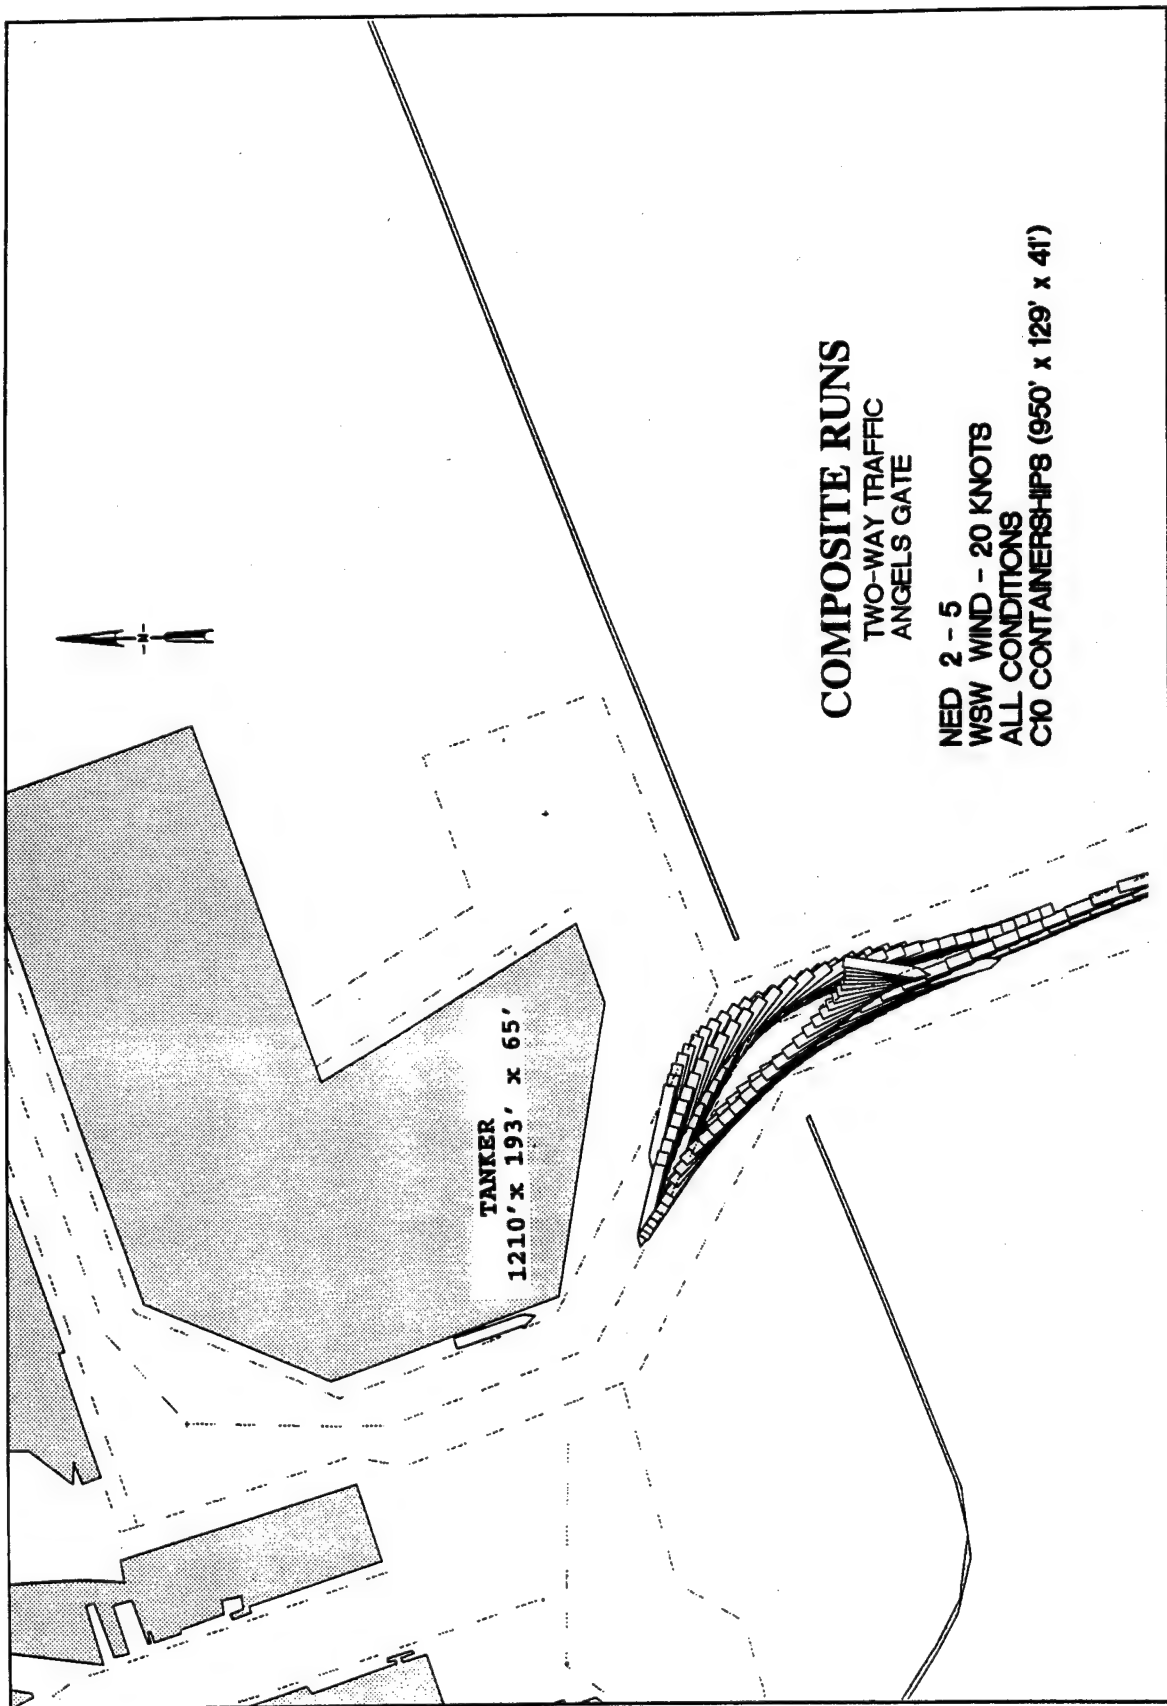 -N-
TANKER
1210'x 193' x 65'
COMPOSITE RUNS
TWO-WAY TRAFFIC
ANGELS GATE
NED 2 - 5
WSW WIND - 20 KNOTS
ALL CONDITIONS
C10 CONTAINERSHIPS (950' x 129' x 41')